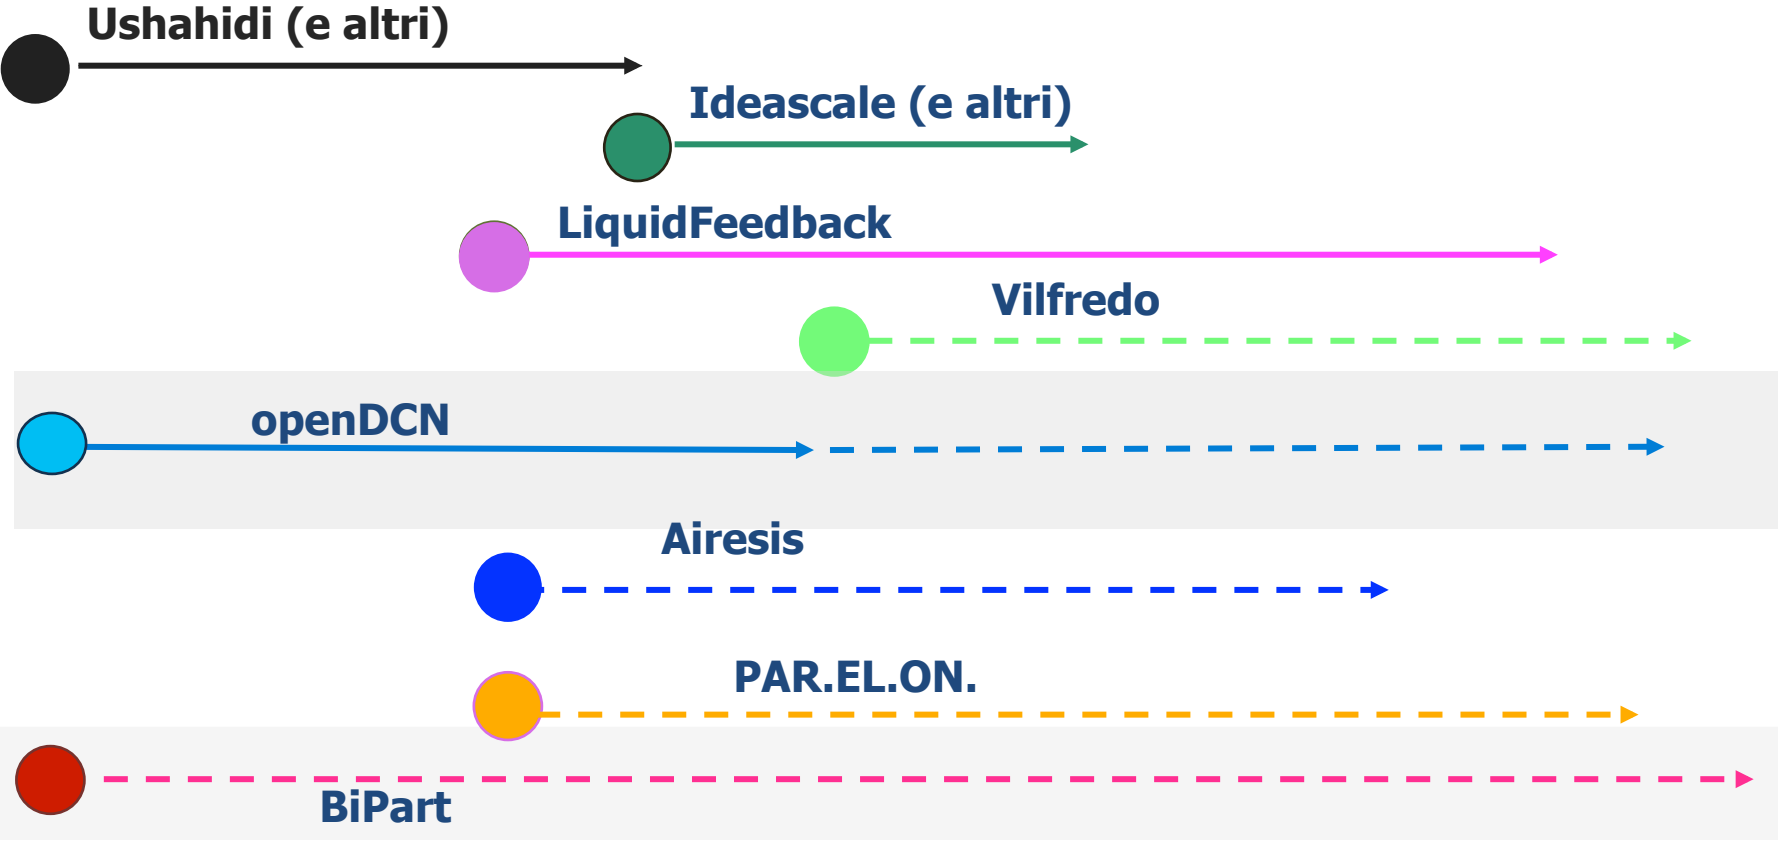 Ushahidi (e altri)
Ideascale (e altri)
LiquidFeedback
Vilfredo
openDCN
Airesis
PAR.EL.ON.
BiPart